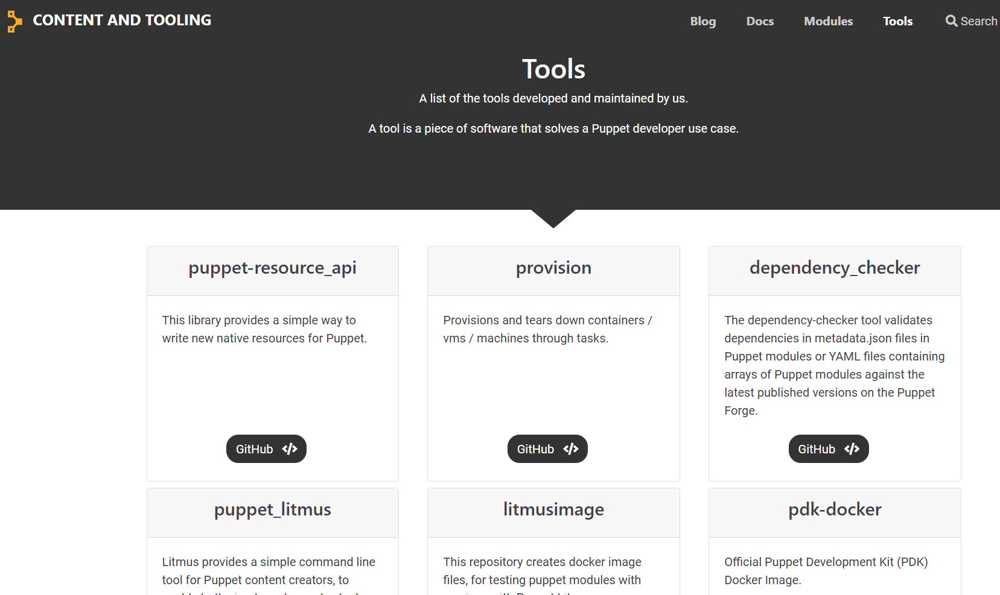 CONTENT AND TOOLING
Blog
Docs
Modules
Tools
Search
Tools
A list of the tools developed and maintained by us.
A tool is a piece of software that solves a Puppet developer use case.
puppet-resource_api
This library provides a simple way to
write new native resources for Puppet.
GitHub
provision
Provisions and tears down containers /
vms / machines through tasks.
GitHub
dependency_checker
The dependency-checker tool validates
dependencies in metadata.json files in
Puppet modules or YAML files containing
arrays of Puppet modules against the
latest published versions on the Puppet
Forge.
GitHub
puppet_litmus
Litmus provides a simple command line
tool for Puppet content creators, to
litmusimage
This repository creates docker image
files, for testing puppet modules with
pdk-docker
Official Puppet Development Kit (PDK)
Docker Image.